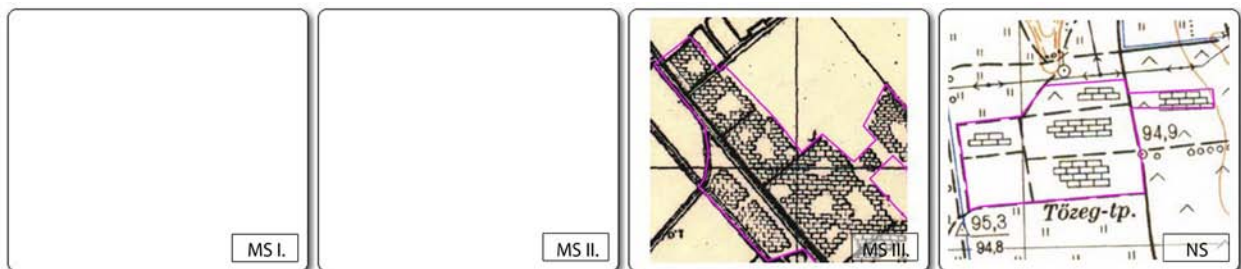 MS I.
MS II.
MS III.
NS
94,9
Tőzeg-tp.
95,3
94,8